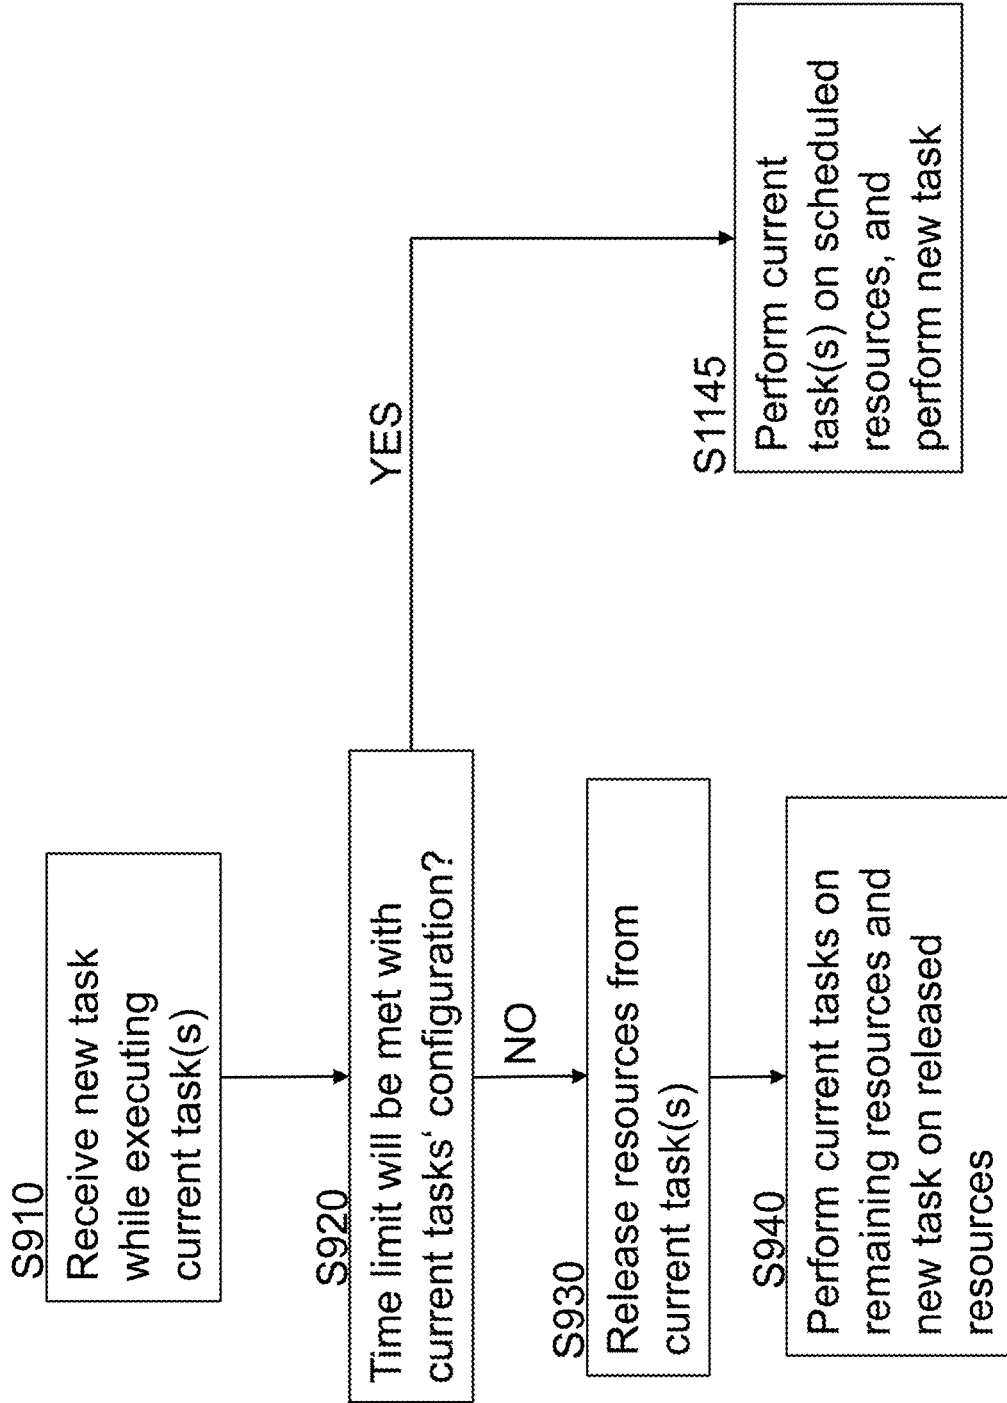 S910
Receive new task
while executing
current task(s)
S920
Time limit will be met with
current tasks‘ configuration?
YES
NO
S930
Release resources from
current task(s)
S940
Perform current tasks on
remaining resources and
new task on released
resources
S1145
Perform current
task(s) on scheduled
resources, and
perform new task